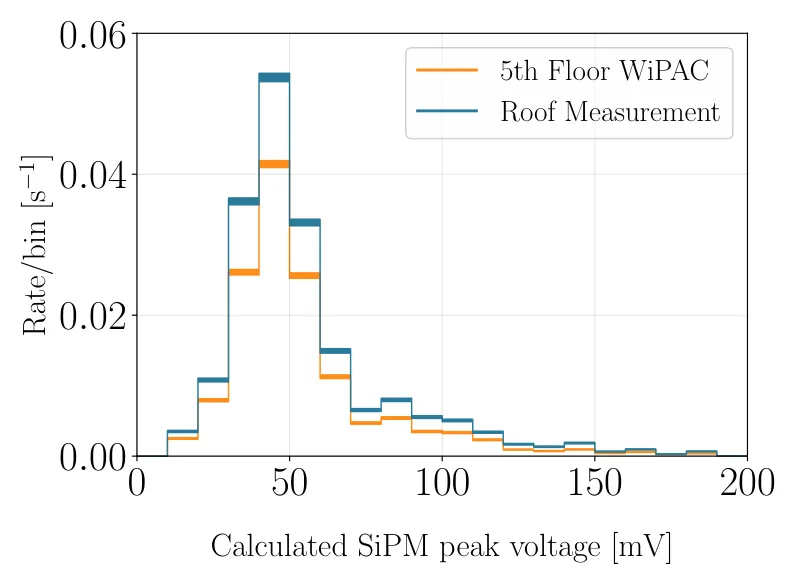 0.06
0.04
0.02
0.00
Rate/bin [s⁻¹]
5th Floor WiPAC
Roof Measurement
0 50 100 150 200
Calculated SiPM peak voltage [mV]